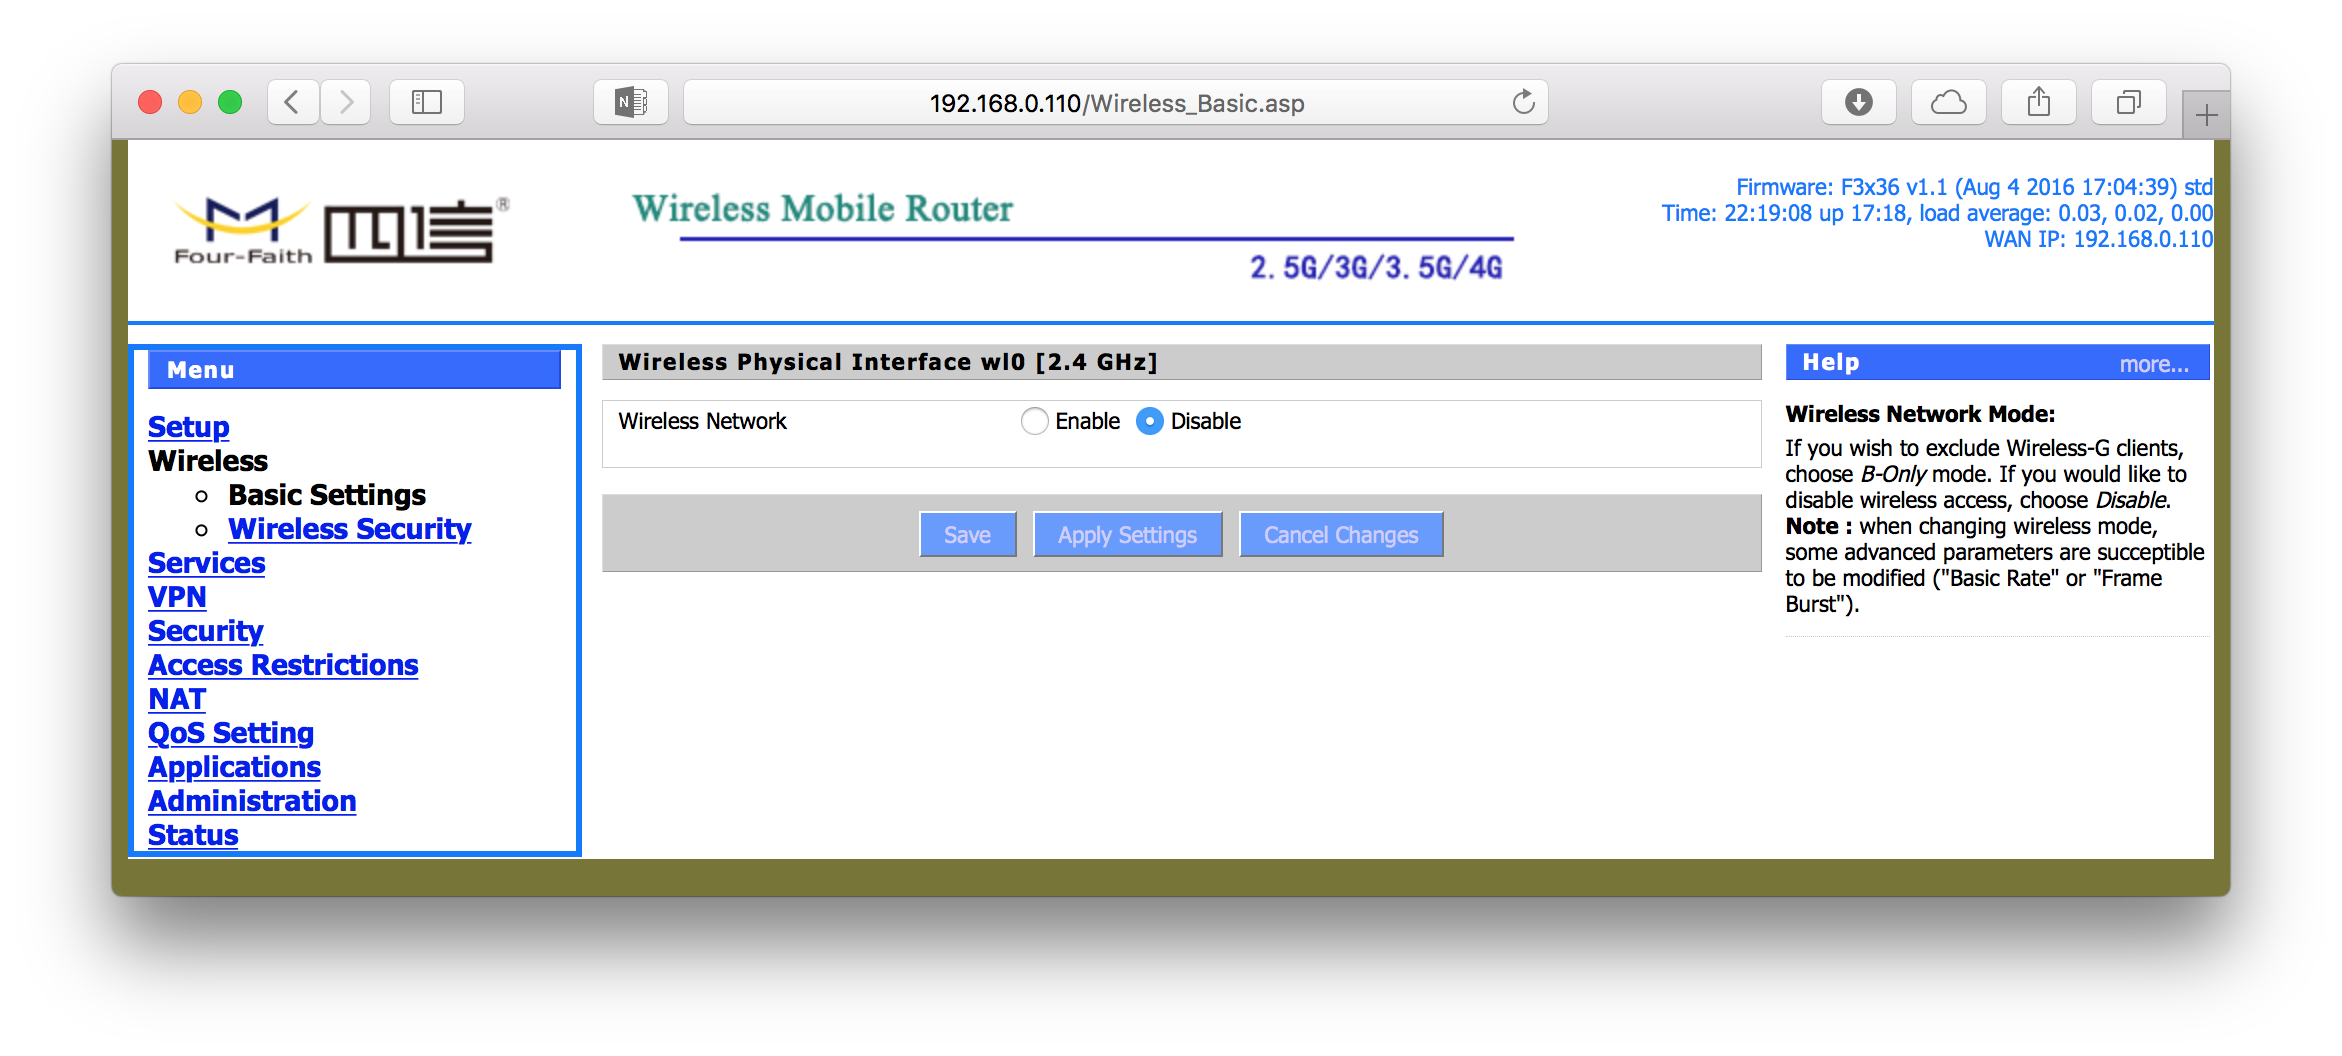 192.168.0.110/Wireless_Basic.asp
N
Four-Faith
四信®
Wireless Mobile Router
2.5G/3G/3.5G/4G
Firmware: F3x36 v1.1 (Aug 4 2016 17:04:39) std
Time: 22:19:08 up 17:18, load average: 0.03, 0.02, 0.00
WAN IP: 192.168.0.110
Menu
Setup
Wireless
Basic Settings
Wireless Security
Services
VPN
Security
Access Restrictions
NAT
QoS Setting
Applications
Administration
Status
Wireless Physical Interface wl0 [2.4 GHz]
Wireless Network Enable Disable
Save Apply Settings Cancel Changes
Help more...
Wireless Network Mode:
If you wish to exclude Wireless-G clients,
choose B-Only mode. If you would like to
disable wireless access, choose Disable.
Note : when changing wireless mode,
some advanced parameters are succeptible
to be modified ("Basic Rate" or "Frame
Burst").